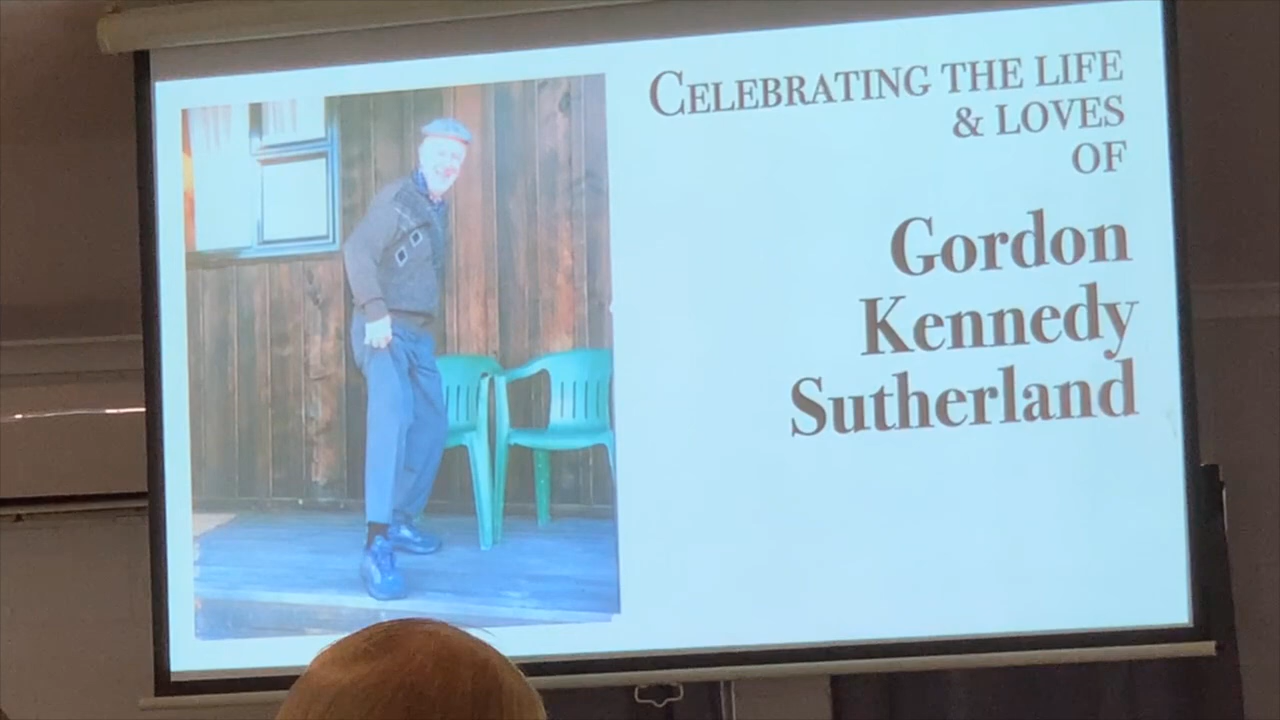 CELEBRATING THE LIFE
& LOVES
OF
Gordon
Kennedy
Sutherland